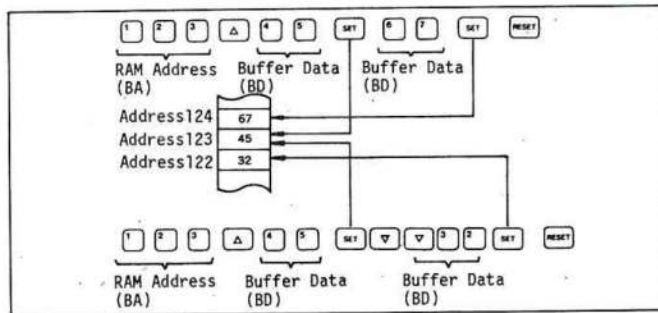 1 2 3 △ 4 5 SET 6 7 SET RESET
RAM Address Buffer Data Buffer Data
(BA) (BD) (BD)
Address124 67
Address123 45
Address122 32
1 2 3 △ 4 5 SET ▽ ▽ 3 2 SET RESET
RAM Address Buffer Data Buffer Data
(BA) (BD) (BD)